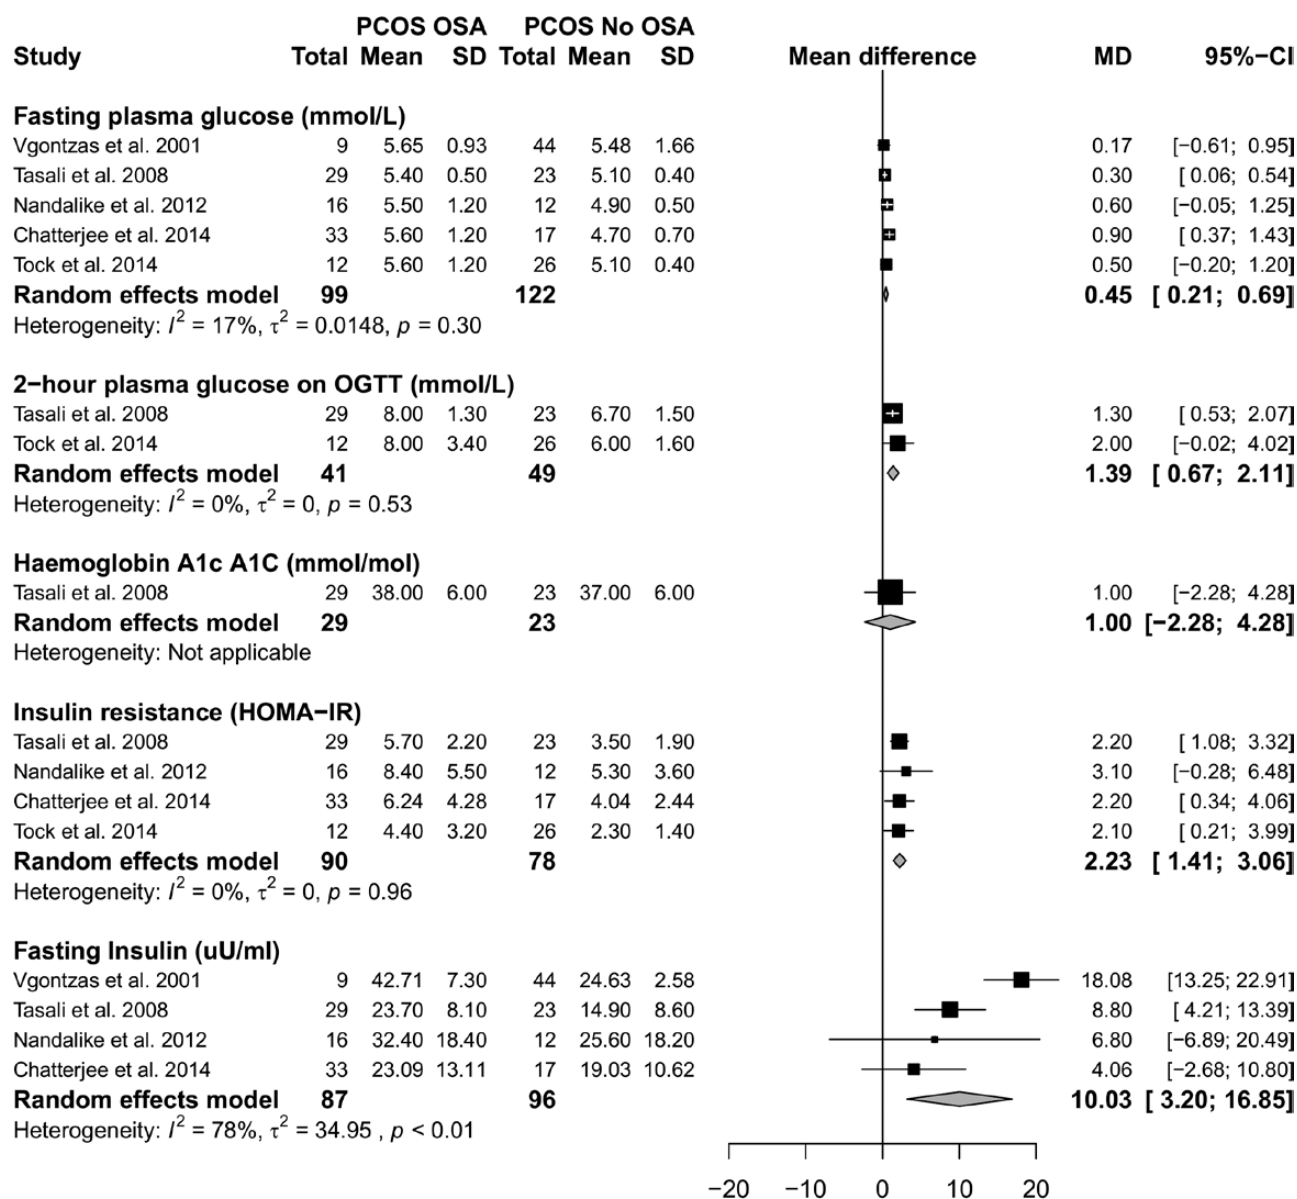 PCOS OSA PCOS No OSA
Study Total Mean SD Total Mean SD Mean difference MD 95%−CI
Fasting plasma glucose (mmol/L)
Vgontzas et al. 2001 9 5.65 0.93 44 5.48 1.66 0.17 [−0.61; 0.95]
Tasali et al. 2008 29 5.40 0.50 23 5.10 0.40 0.30 [ 0.06; 0.54]
Nandalike et al. 2012 16 5.50 1.20 12 4.90 0.50 0.60 [−0.05; 1.25]
Chatterjee et al. 2014 33 5.60 1.20 17 4.70 0.70 0.90 [ 0.37; 1.43]
Tock et al. 2014 12 5.60 1.20 26 5.10 0.40 0.50 [−0.20; 1.20]
Random effects model 99 122 0.45 [ 0.21; 0.69]
Heterogeneity: I² = 17%, τ² = 0.0148, p = 0.30
2−hour plasma glucose on OGTT (mmol/L)
Tasali et al. 2008 29 8.00 1.30 23 6.70 1.50 1.30 [ 0.53; 2.07]
Tock et al. 2014 12 8.00 3.40 26 6.00 1.60 2.00 [−0.02; 4.02]
Random effects model 41 49 1.39 [ 0.67; 2.11]
Heterogeneity: I² = 0%, τ² = 0, p = 0.53
Haemoglobin A1c A1C (mmol/mol)
Tasali et al. 2008 29 38.00 6.00 23 37.00 6.00 1.00 [−2.28; 4.28]
Random effects model 29 23 1.00 [−2.28; 4.28]
Heterogeneity: Not applicable
Insulin resistance (HOMA−IR)
Tasali et al. 2008 29 5.70 2.20 23 3.50 1.90 2.20 [ 1.08; 3.32]
Nandalike et al. 2012 16 8.40 5.50 12 5.30 3.60 3.10 [−0.28; 6.48]
Chatterjee et al. 2014 33 6.24 4.28 17 4.04 2.44 2.20 [ 0.34; 4.06]
Tock et al. 2014 12 4.40 3.20 26 2.30 1.40 2.10 [ 0.21; 3.99]
Random effects model 90 78 2.23 [ 1.41; 3.06]
Heterogeneity: I² = 0%, τ² = 0, p = 0.96
Fasting Insulin (uU/ml)
Vgontzas et al. 2001 9 42.71 7.30 44 24.63 2.58 18.08 [13.25; 22.91]
Tasali et al. 2008 29 23.70 8.10 23 14.90 8.60 8.80 [ 4.21; 13.39]
Nandalike et al. 2012 16 32.40 18.40 12 25.60 18.20 6.80 [−6.89; 20.49]
Chatterjee et al. 2014 33 23.09 13.11 17 19.03 10.62 4.06 [−2.68; 10.80]
Random effects model 87 96 10.03 [ 3.20; 16.85]
Heterogeneity: I² = 78%, τ² = 34.95 , p < 0.01
−20 −10 0 10 20